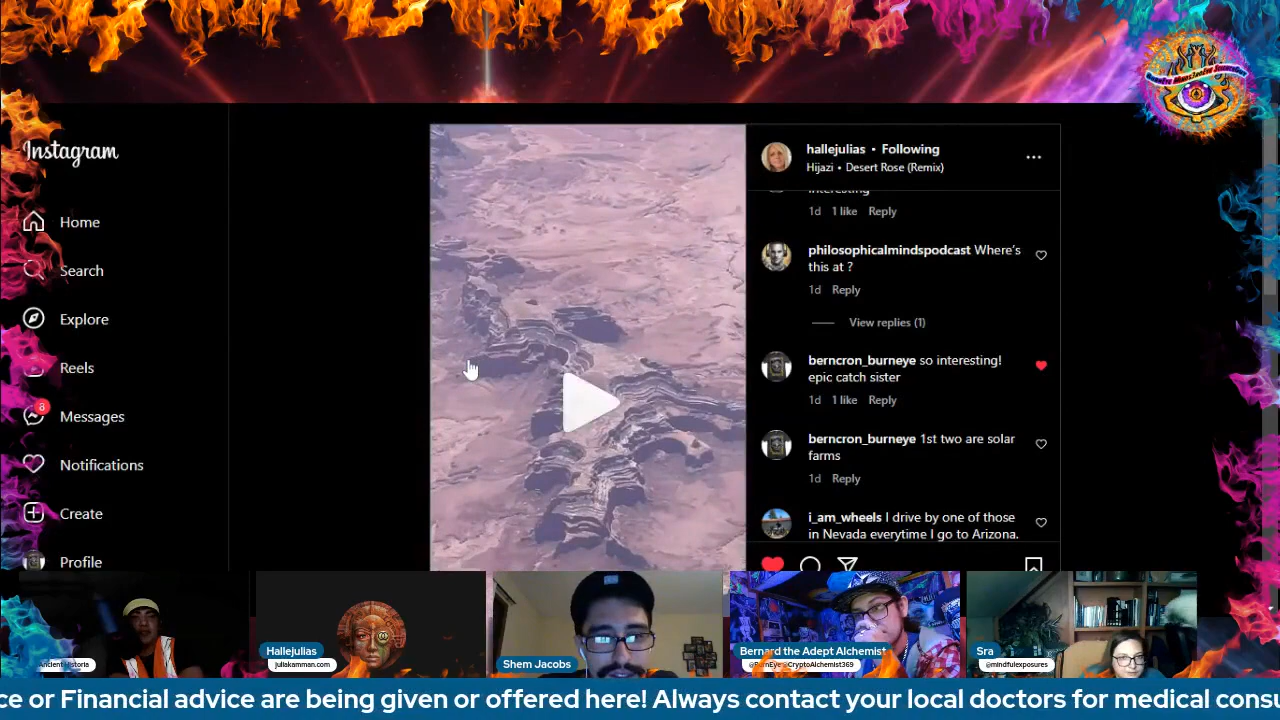 Instagram
Home
Search
Explore
Reels
8
Messages
Notifications
Create
Profile
hallejulias • Following
Hijazi • Desert Rose (Remix)
interesting
1d 1 like Reply
philosophicalmindspodcast Where's
this at ?
1d Reply
View replies (1)
berncron_burneye so interesting!
epic catch sister
1d 1 like Reply
berncron_burneye 1st two are solar
farms
1d Reply
i_am_wheels I drive by one of those
in Nevada everytime I go to Arizona.
Historia
Hallejulias
juliakamman.com
Shem Jacobs
Bernard the Adept Alchemist
@BurnEye@CryptoAlchemist369
Sra
@mindfulexposures
ce or Financial advice are being given or offered here! Always contact your local doctors for medical consu